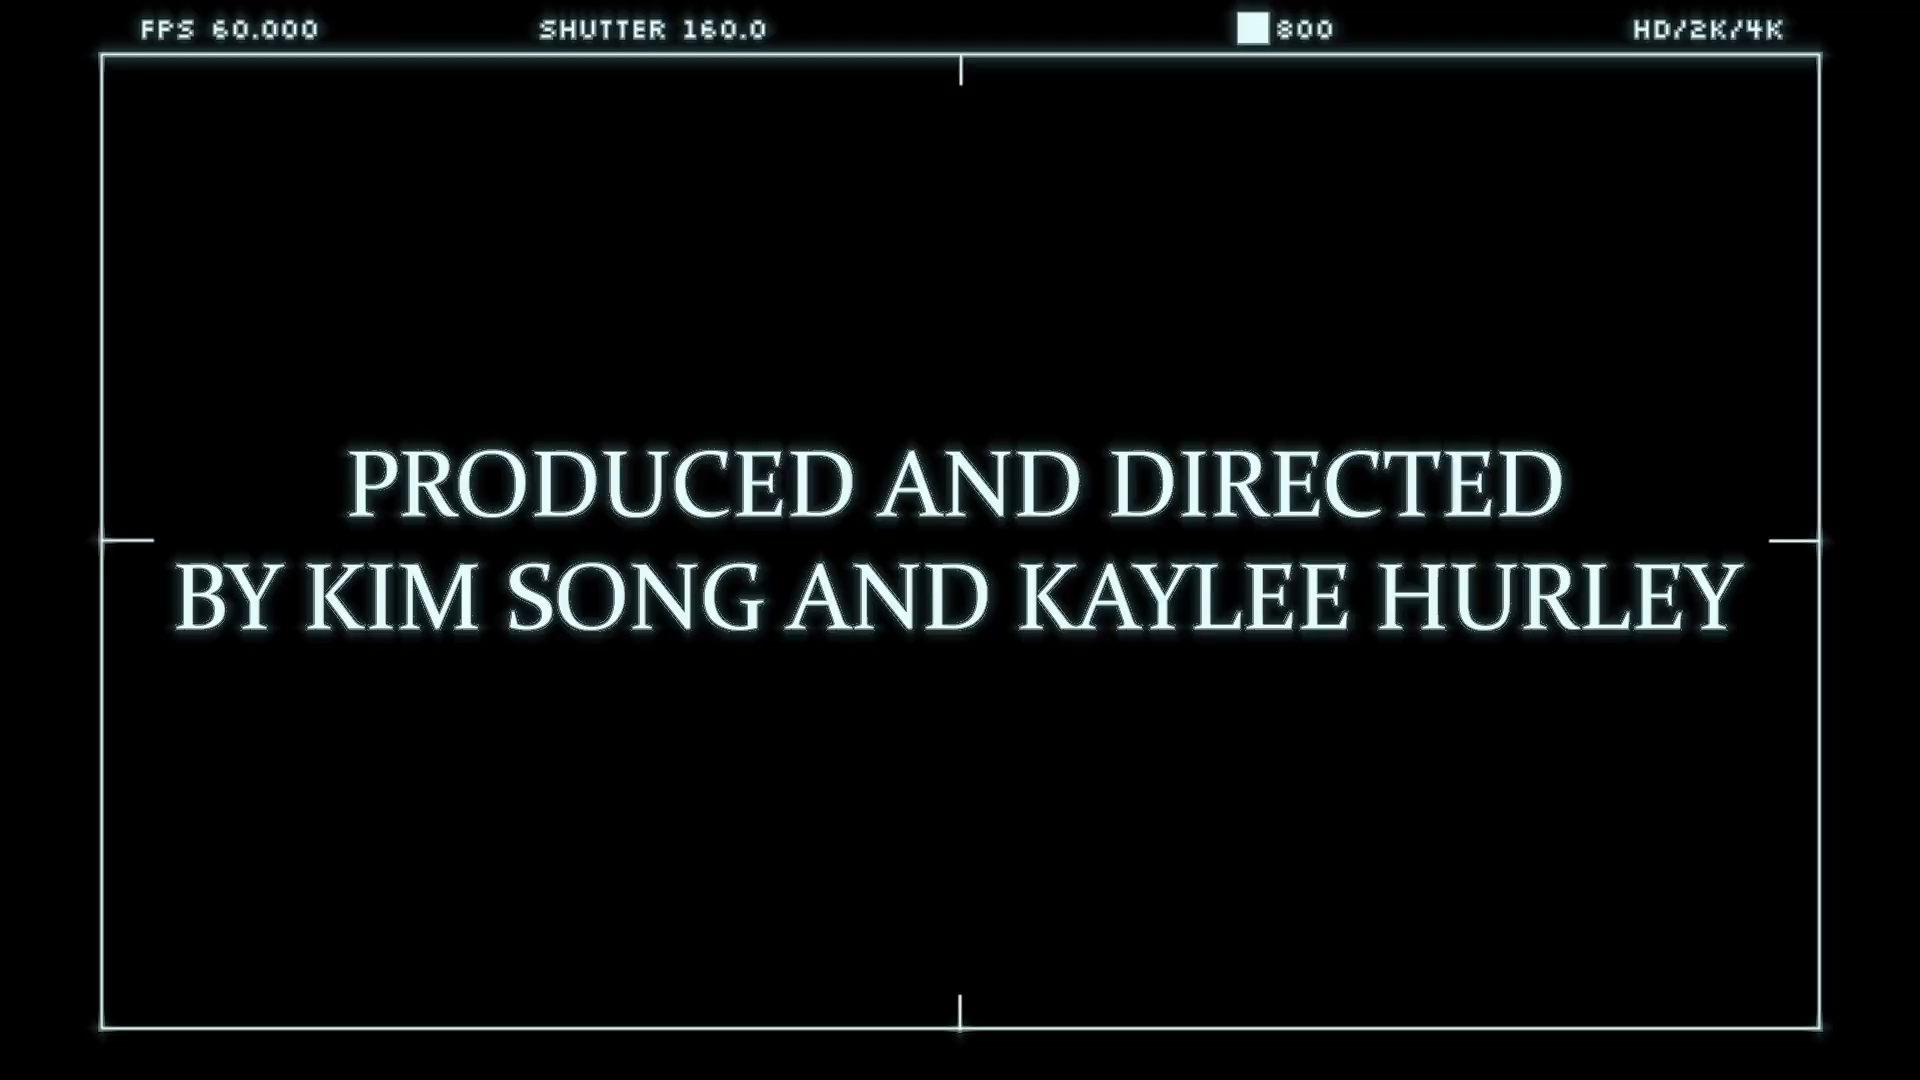 FPS 60.000 SHUTTER 160.0 800 HD/2K/4K
PRODUCED AND DIRECTED
BY KIM SONG AND KAYLEE HURLEY